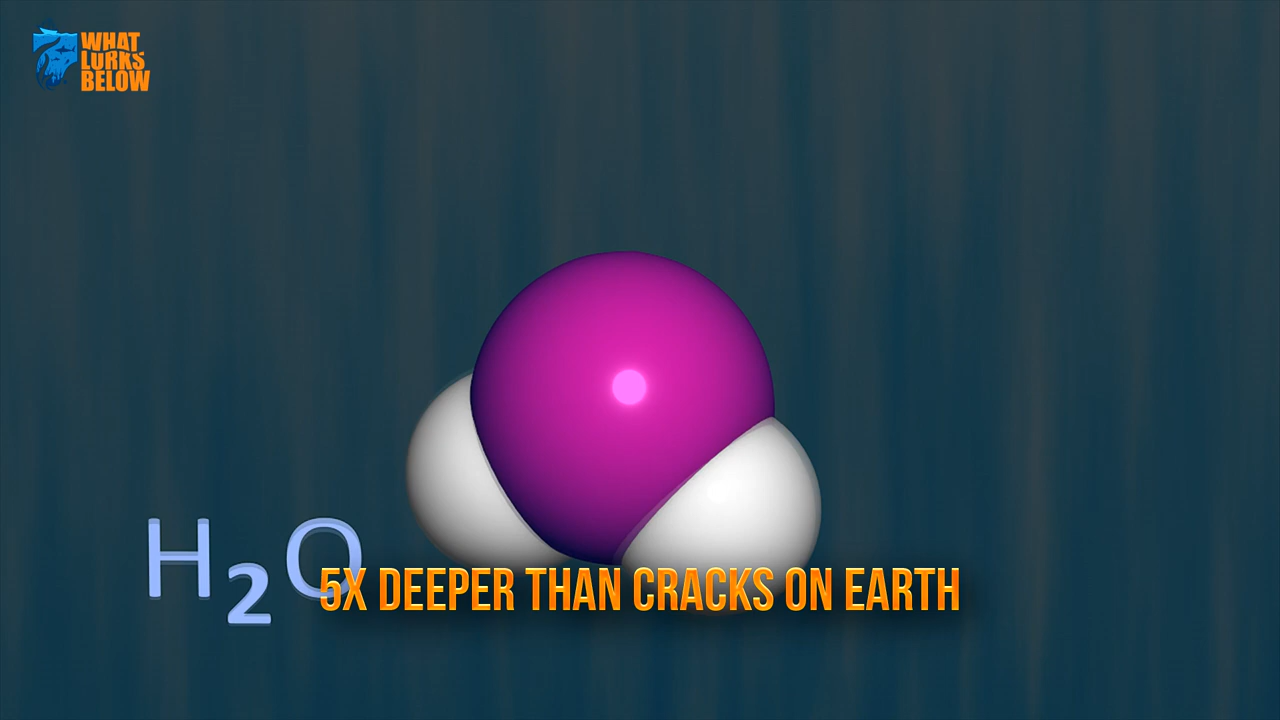 WHAT
LURKS
BELOW
H₂O
5X DEEPER THAN CRACKS ON EARTH